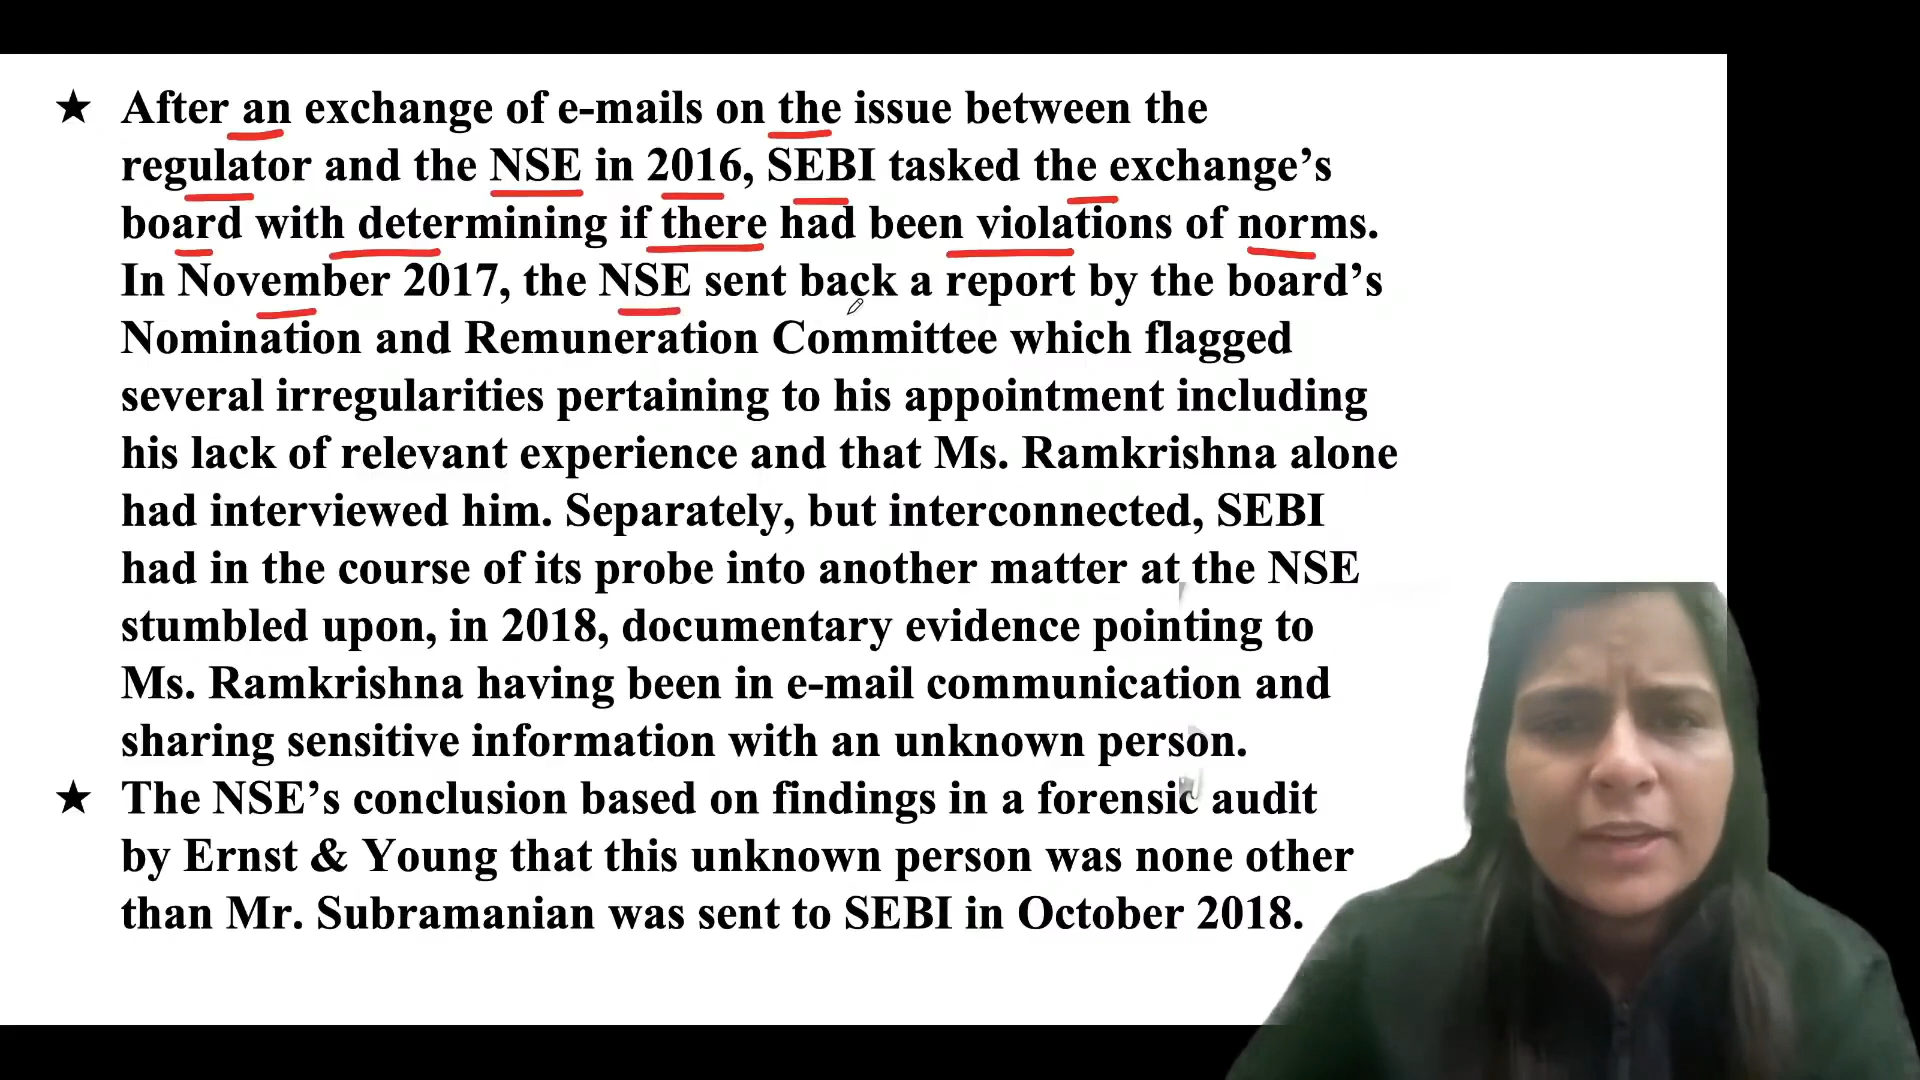 ★ After an exchange of e-mails on the issue between the
regulator and the NSE in 2016, SEBI tasked the exchange’s
board with determining if there had been violations of norms.
In November 2017, the NSE sent back a report by the board’s
Nomination and Remuneration Committee which flagged
several irregularities pertaining to his appointment including
his lack of relevant experience and that Ms. Ramkrishna alone
had interviewed him. Separately, but interconnected, SEBI
had in the course of its probe into another matter at the NSE
stumbled upon, in 2018, documentary evidence pointing to
Ms. Ramkrishna having been in e-mail communication and
sharing sensitive information with an unknown person.
★ The NSE’s conclusion based on findings in a forensic audit
by Ernst & Young that this unknown person was none other
than Mr. Subramanian was sent to SEBI in October 2018.